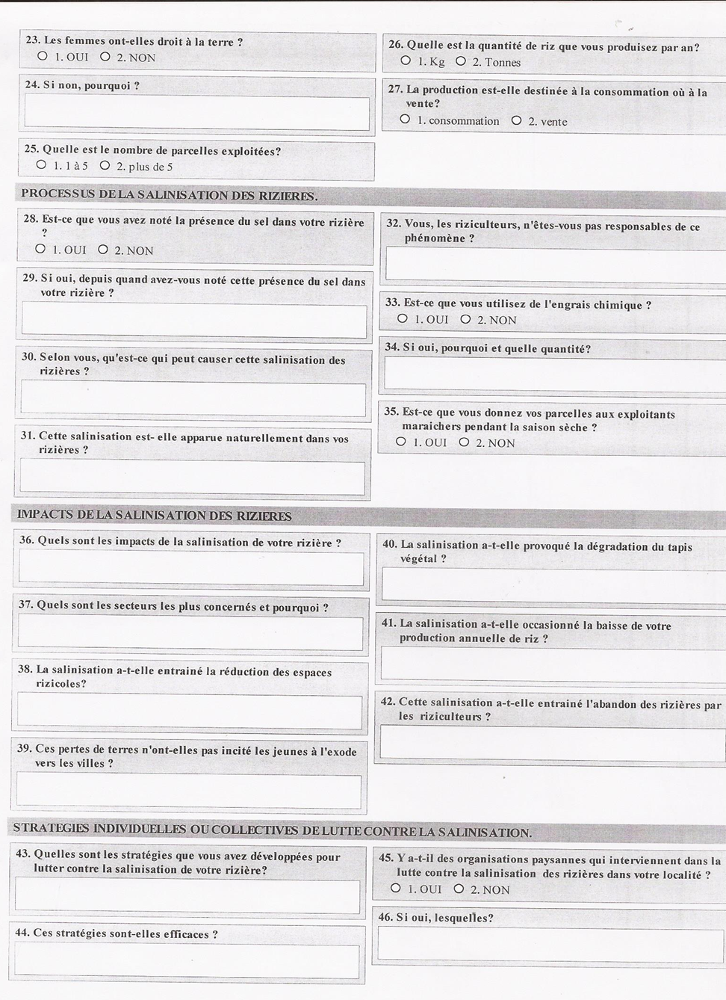 23. Les femmes ont-elles droit à la terre ?
1. OUI 2. NON
24. Si non, pourquoi ?
25. Quelle est le nombre de parcelles exploitées?
1. 1 à 5 2. plus de 5
26. Quelle est la quantité de riz que vous produisez par an?
1. Kg 2. Tonnes
27. La production est-elle destinée à la consommation où à la
vente?
1. consommation 2. vente
PROCESSUS DE LA SALINISATION DES RIZIERES.
28. Est-ce que vous avez noté la présence du sel dans votre rizière
?
1. OUI 2. NON
29. Si oui, depuis quand avez-vous noté cette présence du sel dans
votre rizière ?
30. Selon vous, qu'est-ce qui peut causer cette salinisation des
rizières ?
31. Cette salinisation est- elle apparue naturellement dans vos
rizières ?
32. Vous, les riziculteurs, n'êtes-vous pas responsables de ce
phénomène ?
33. Est-ce que vous utilisez de l'engrais chimique ?
1. OUI 2. NON
34. Si oui, pourquoi et quelle quantité?
35. Est-ce que vous donnez vos parcelles aux exploitants
maraichers pendant la saison sèche ?
1. OUI 2. NON
IMPACTS DE LA SALINISATION DES RIZIERES
36. Quels sont les impacts de la salinisation de votre rizière ?
37. Quels sont les secteurs les plus concernés et pourquoi ?
38. La salinisation a-t-elle entrainé la réduction des espaces
rizicoles?
39. Ces pertes de terres n'ont-elles pas incité les jeunes à l'exode
vers les villes ?
40. La salinisation a-t-elle provoqué la dégradation du tapis
végétal ?
41. La salinisation a-t-elle occasionné la baisse de votre
production annuelle de riz ?
42. Cette salinisation a-t-elle entrainé l'abandon des rizières par
les riziculteurs ?
STRATEGIES INDIVIDUELLES OU COLLECTIVES DE LUTTE CONTRE LA SALINISATION.
43. Quelles sont les stratégies que vous avez développées pour
lutter contre la salinisation de votre rizière?
44. Ces stratégies sont-elles efficaces ?
45. Y a-t-il des organisations paysannes qui interviennent dans la
lutte contre la salinisation des rizières dans votre localité ?
1. OUI 2. NON
46. Si oui, lesquelles?